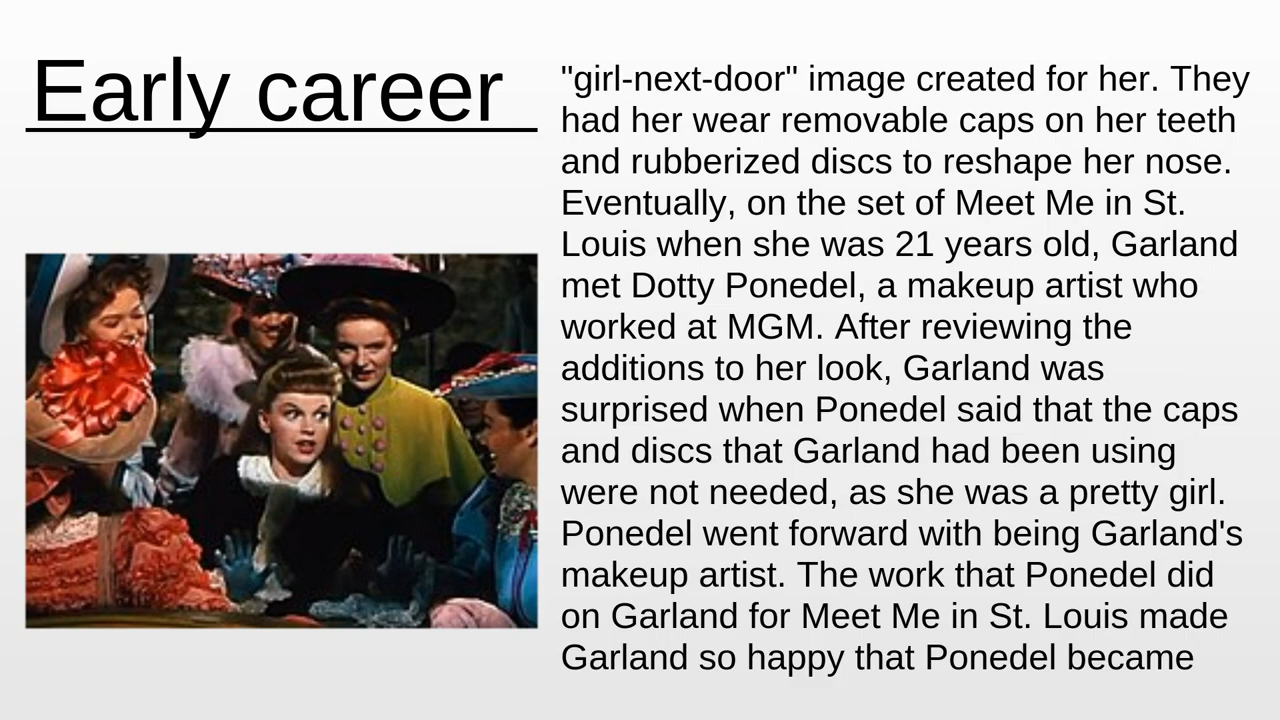 Early career
"girl-next-door" image created for her. They
had her wear removable caps on her teeth
and rubberized discs to reshape her nose.
Eventually, on the set of Meet Me in St.
Louis when she was 21 years old, Garland
met Dotty Ponedel, a makeup artist who
worked at MGM. After reviewing the
additions to her look, Garland was
surprised when Ponedel said that the caps
and discs that Garland had been using
were not needed, as she was a pretty girl.
Ponedel went forward with being Garland's
makeup artist. The work that Ponedel did
on Garland for Meet Me in St. Louis made
Garland so happy that Ponedel became